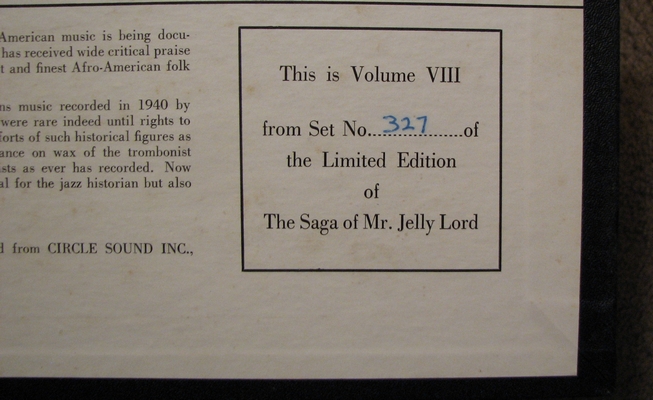 American music is being docu-
has received wide critical praise
t and finest Afro-American folk
ns music recorded in 1940 by
were rare indeed until rights to
forts of such historical figures as
ance on wax of the trombonist
sts as ever has recorded. Now
al for the jazz historian but also
d from CIRCLE SOUND INC.,
This is Volume VIII
from Set No...327.......of
the Limited Edition
of
The Saga of Mr. Jelly Lord